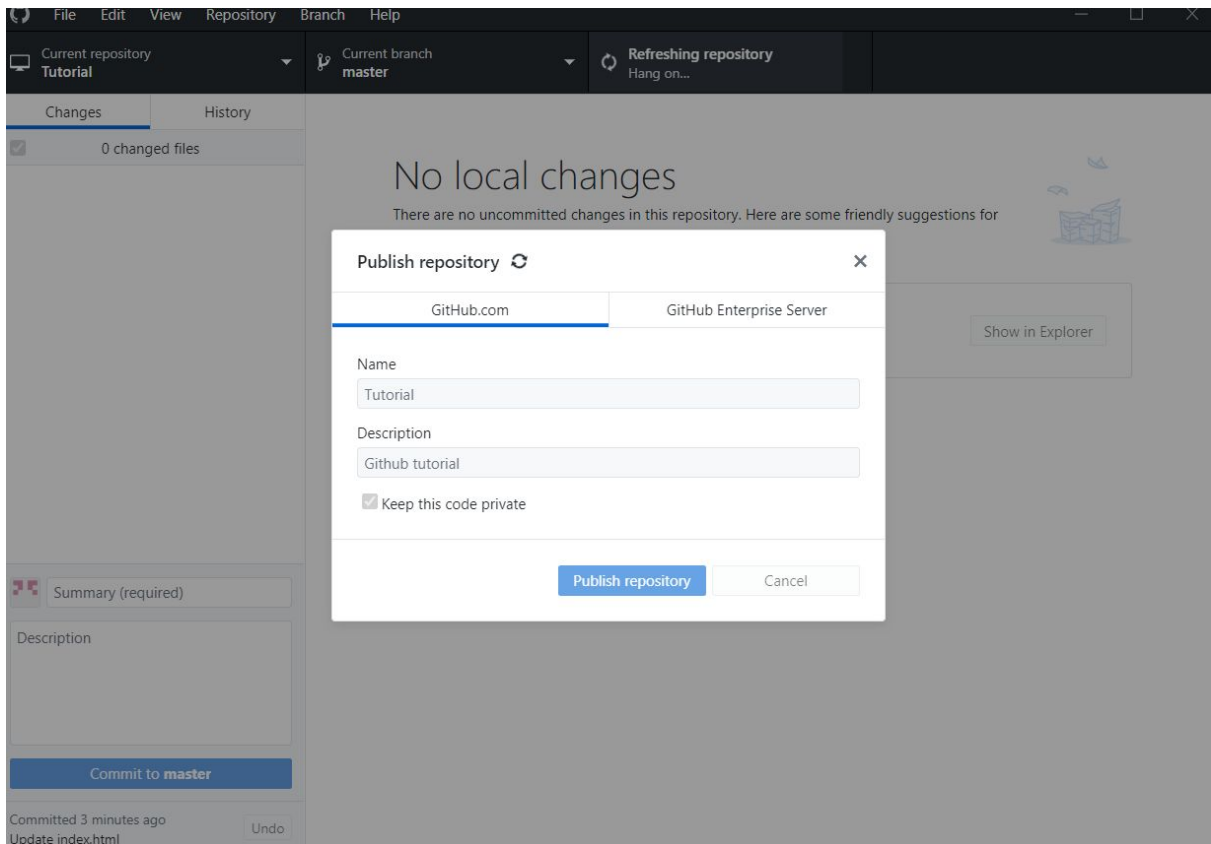 File Edit View Repository Branch Help
Current repository
Tutorial
Current branch
master
Refreshing repository
Hang on...
Changes History
0 changed files
No local changes
There are no uncommitted changes in this repository. Here are some friendly suggestions for
Show in Explorer
Publish repository
GitHub.com GitHub Enterprise Server
Name
Tutorial
Description
Github tutorial
Keep this code private
Publish repository Cancel
Summary (required)
Description
Commit to master
Committed 3 minutes ago
Update index.html
Undo